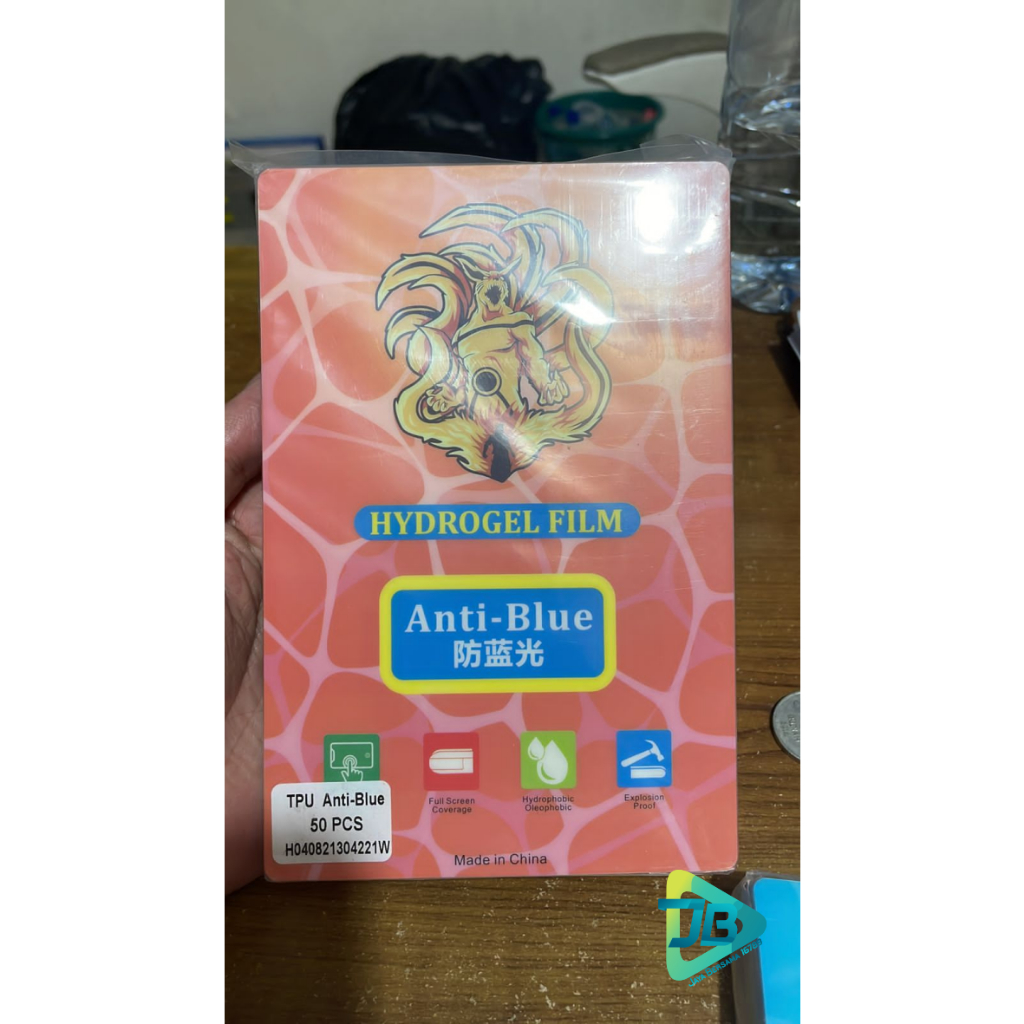 HYDROGEL FILM
Anti-Blue
防蓝光
Full Screen
Coverage
Hydrophobic
Oleophobic
Explosion
Proof
TPU Anti-Blue
50 PCS
H040821304221W
Made in China
JB